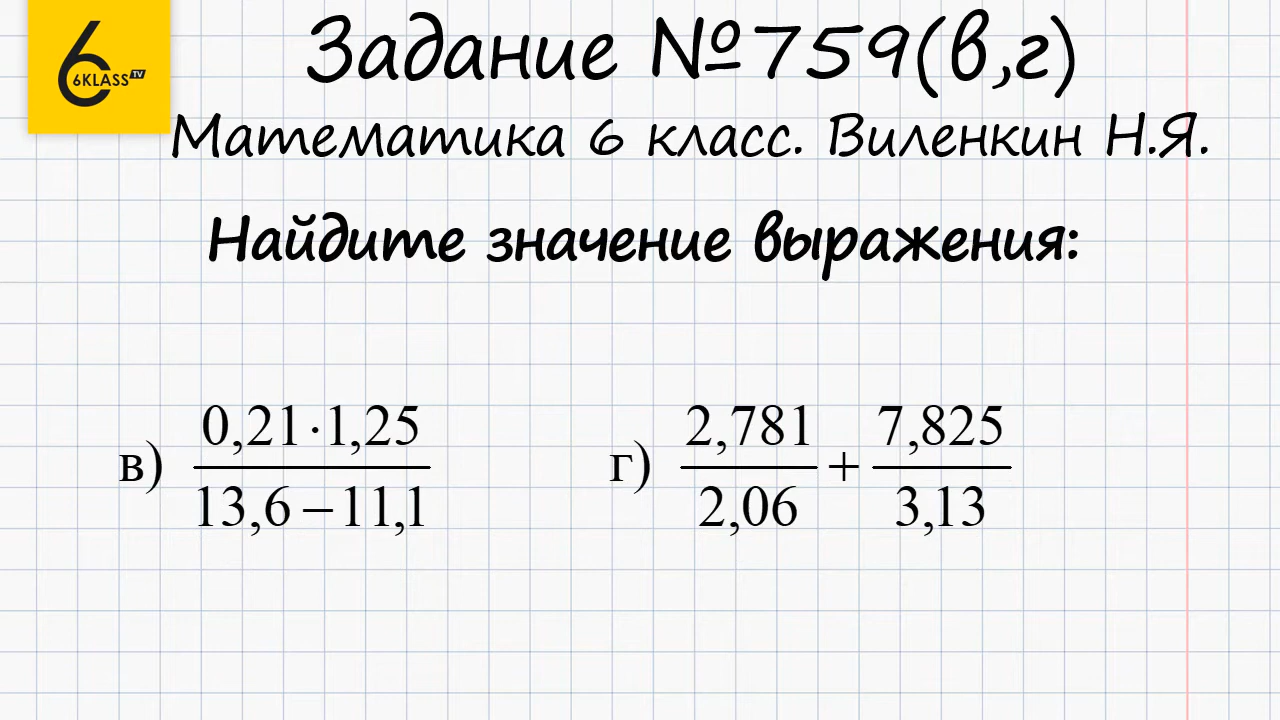 6KLASS TV
Задание №759(в,г)
Математика 6 класс. Виленкин Н.Я.
Найдите значение выражения:
в) 0,21·1,25 / 13,6−11,1
г) 2,781 / 2,06 + 7,825 / 3,13